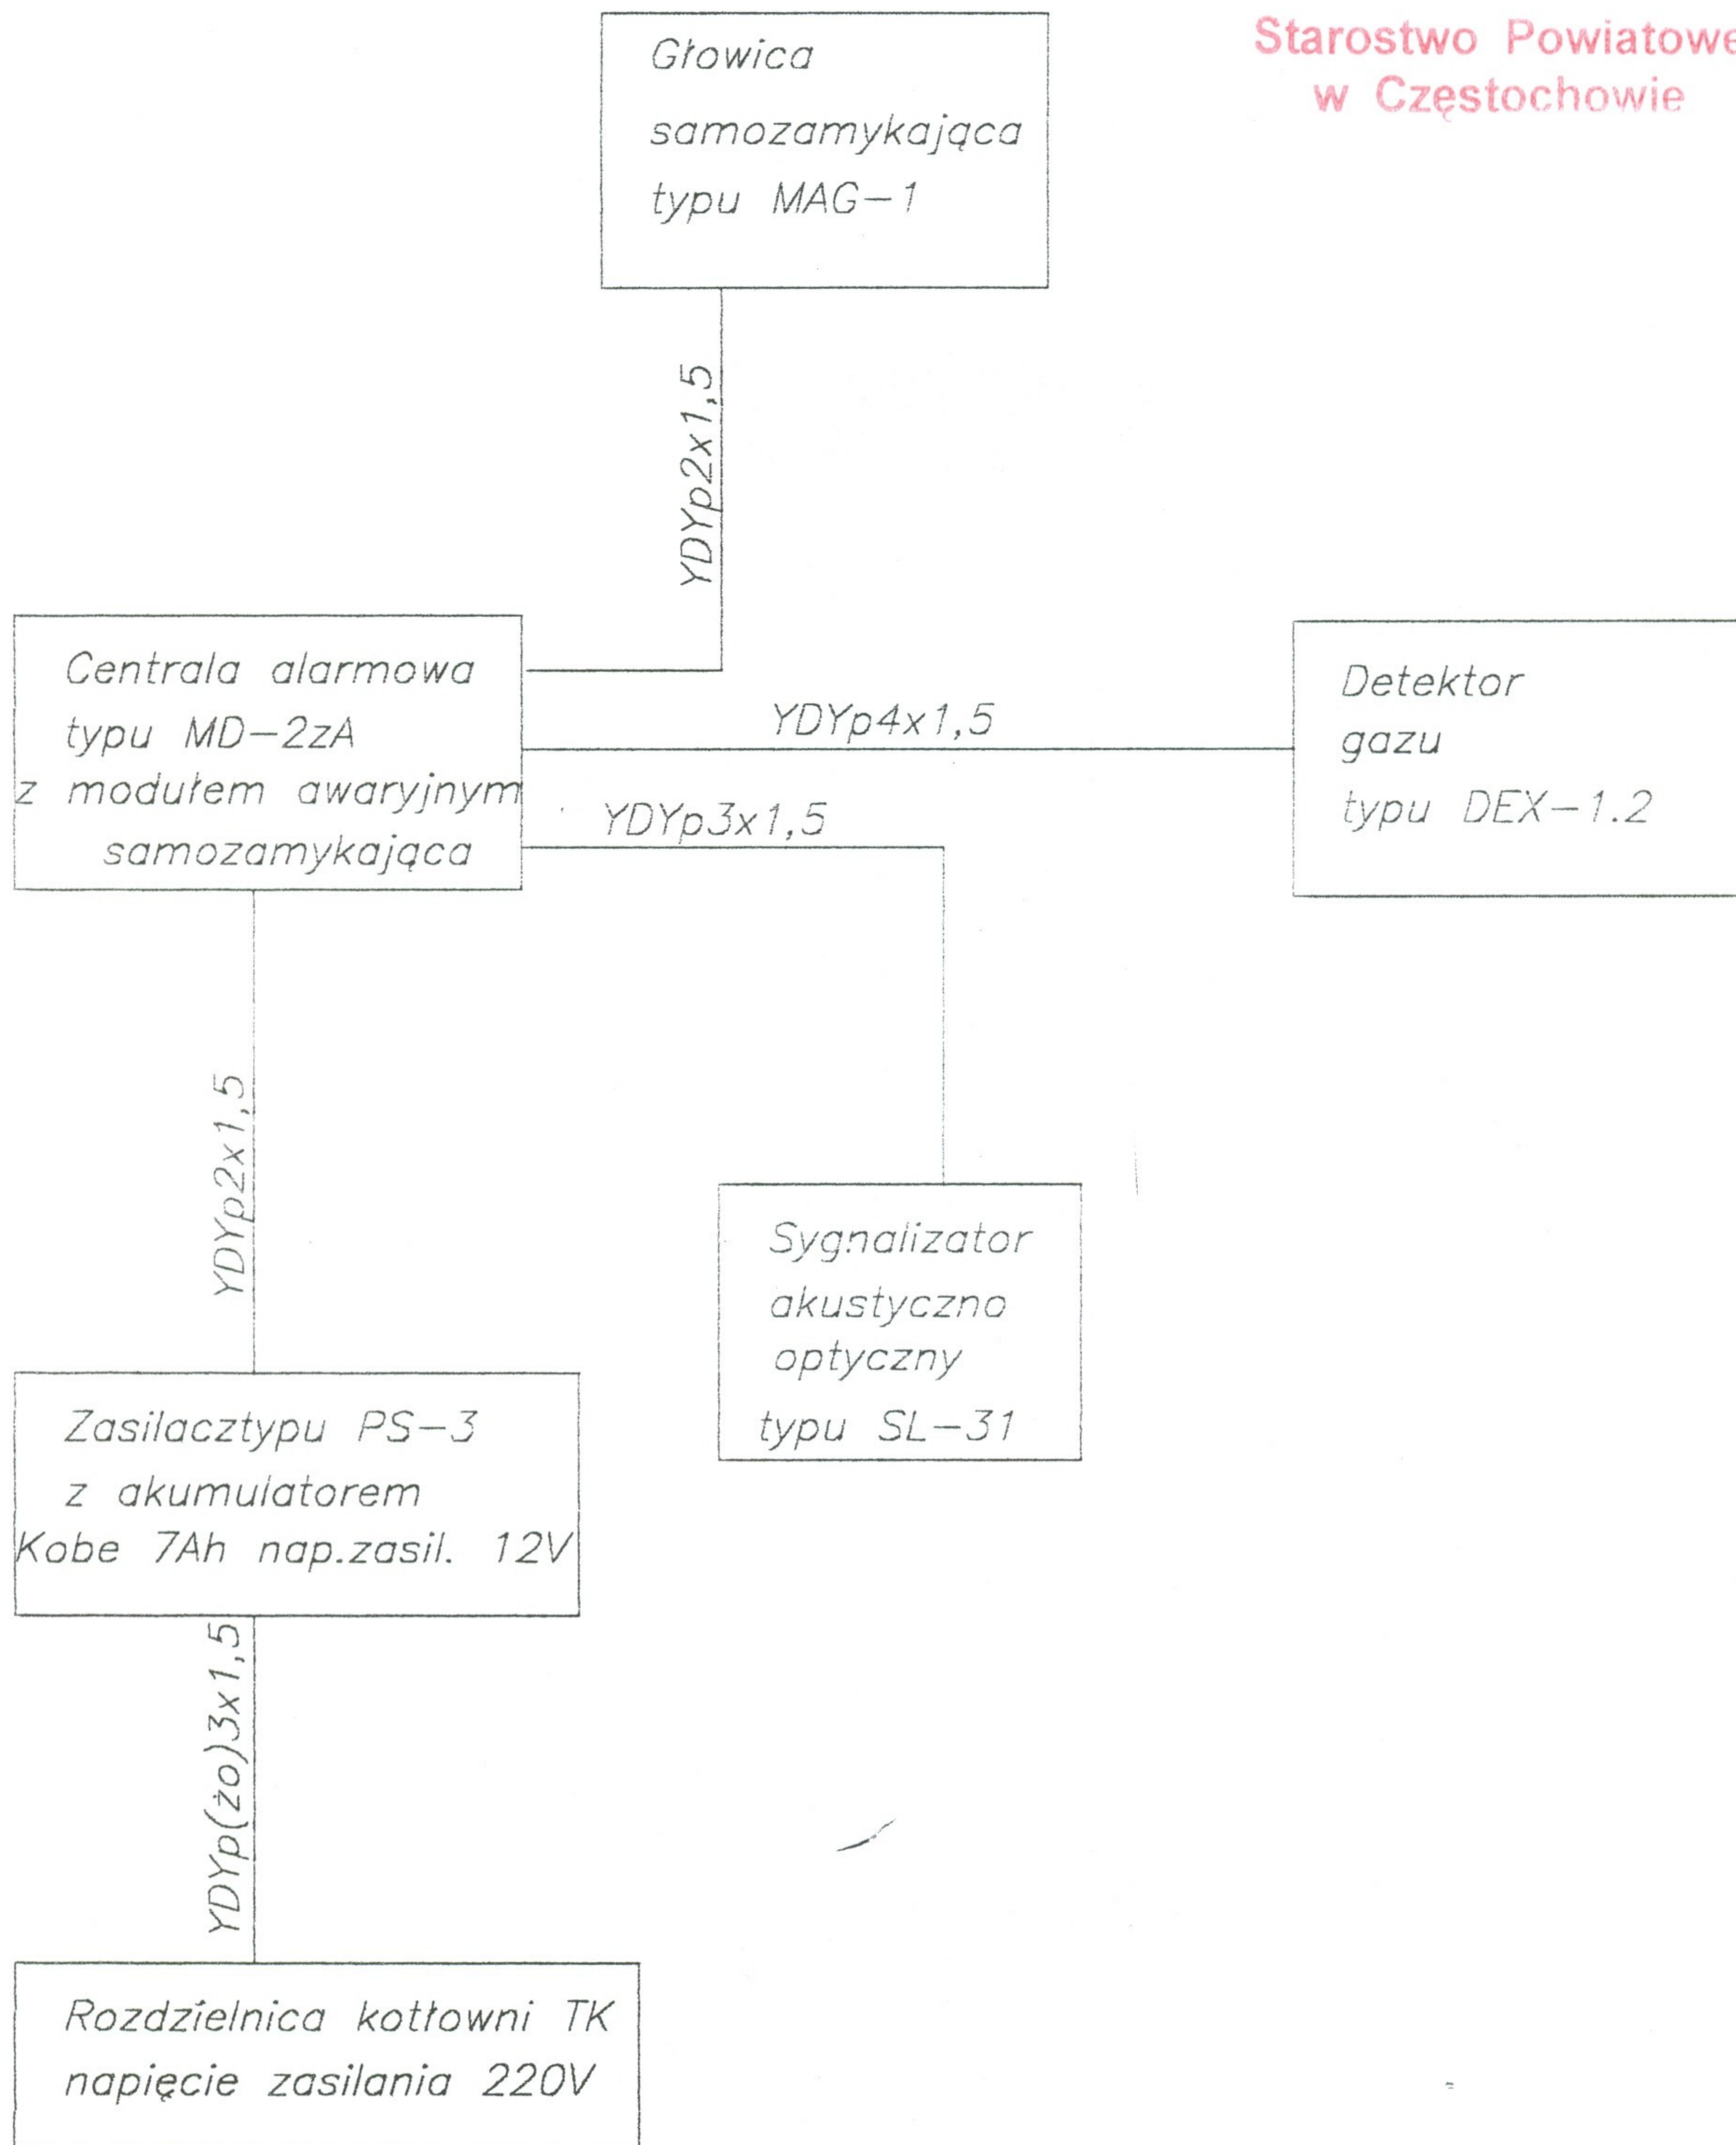 Starostwo Powiatowe
w Częstochowie
Głowica
samozamykająca
typu MAG-1
YDYp2x1,5
Centrala alarmowa
typu MD-2zA
z modułem awaryjnym
samozamykająca
YDYp4x1,5
YDYp3x1,5
Detektor
gazu
typu DEX-1.2
YDYp2x1,5
Sygnalizator
akustyczno
optyczny
typu SL-31
Zasilacztypu PS-3
z akumulatorem
Kobe 7Ah nap.zasil. 12V
YDYp(żo)3x1,5
Rozdzielnica kotłowni TK
napięcie zasilania 220V